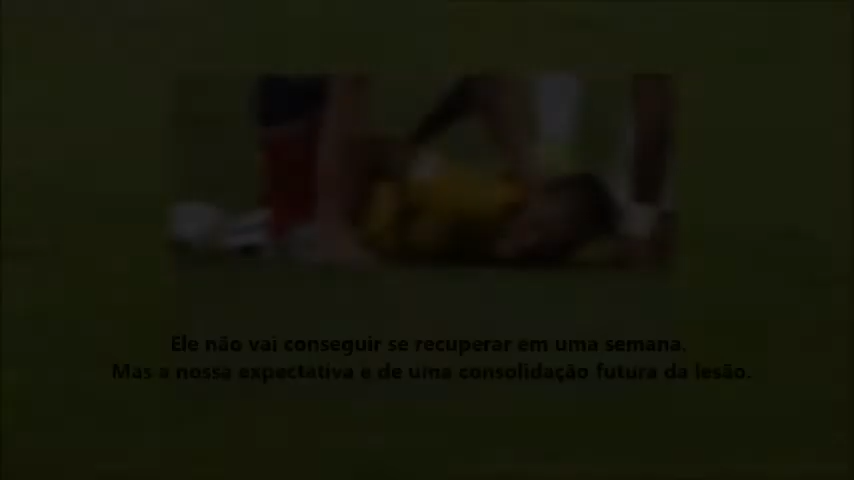 Ele não vai conseguir se recuperar em uma semana.
Mas a nossa expectativa é de uma consolidação futura da lesão.